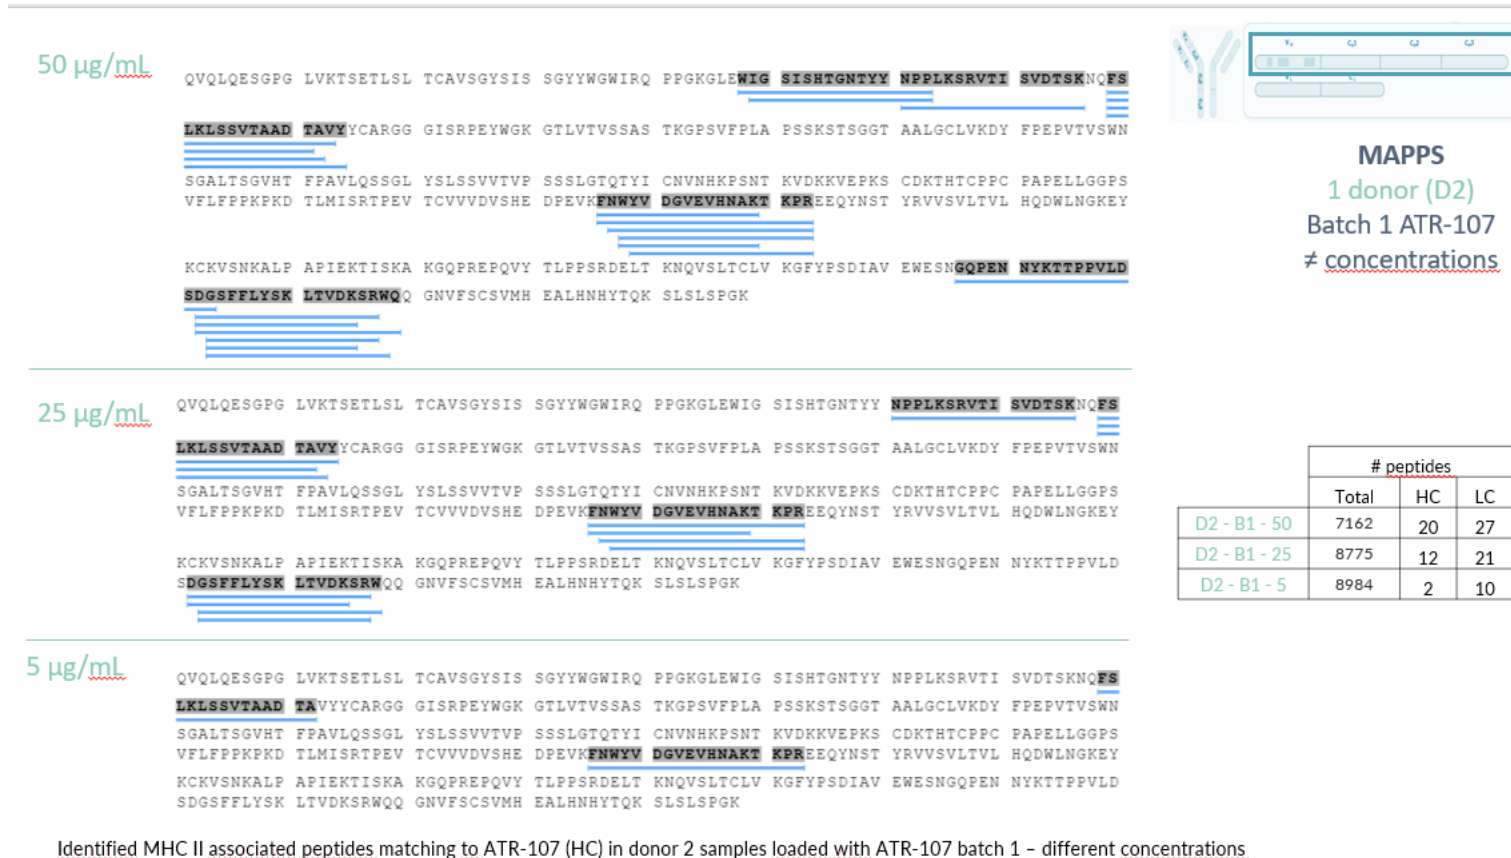 50 µg/mL
QVQLQESGPG LVKTSETLSL TCAVSGYSIS SGYYWGWIRQ PPGKGLEWIG SISHTGNTYY NPPLKSRVTI SVDTSKNQFS
LKLSSVTAAD TAVYYCARGG GISRPEYWGK GTLVTVSSAS TKGPSVFPLA PSSKSTSGGT AALGCLVKDY FPEPVTVSWN
SGALTSGVHT FPAVLQSSGL YSLSSVVTVP SSSLGTQTYI CNVNHKPSNT KVDKKVEPKS CDKTHTCPPC PAPELLGGPS
VFLFPPKPKD TLMISRTPEV TCVVVDVSHE DPEVKFNWYV DGVEVHNAKT KPREEQYNST YRVVSVLTVL HQDWLNGKEY
KCKVSNKALP APIEKTISKA KGQPREPQVY TLPPSRDELT KNQVSLTCLV KGFYPSDIAV EWESNGQPEN NYKTTPPVLD
SDGSFFLYSK LTVDKSRWQQ GNVFSCSVMH EALHNHYTQK SLSLSPGK
MAPPS
1 donor (D2)
Batch 1 ATR-107
≠ concentrations
25 µg/mL
QVQLQESGPG LVKTSETLSL TCAVSGYSIS SGYYWGWIRQ PPGKGLEWIG SISHTGNTYY NPPLKSRVTI SVDTSKNQFS
LKLSSVTAAD TAVYYCARGG GISRPEYWGK GTLVTVSSAS TKGPSVFPLA PSSKSTSGGT AALGCLVKDY FPEPVTVSWN
SGALTSGVHT FPAVLQSSGL YSLSSVVTVP SSSLGTQTYI CNVNHKPSNT KVDKKVEPKS CDKTHTCPPC PAPELLGGPS
VFLFPPKPKD TLMISRTPEV TCVVVDVSHE DPEVKFNWYV DGVEVHNAKT KPREEQYNST YRVVSVLTVL HQDWLNGKEY
KCKVSNKALP APIEKTISKA KGQPREPQVY TLPPSRDELT KNQVSLTCLV KGFYPSDIAV EWESNGQPEN NYKTTPPVLD
SDGSFFLYSK LTVDKSRWQQ GNVFSCSVMH EALHNHYTQK SLSLSPGK
# peptides
Total HC LC
D2 - B1 - 50 7162 20 27
D2 - B1 - 25 8775 12 21
D2 - B1 - 5 8984 2 10
5 µg/mL
QVQLQESGPG LVKTSETLSL TCAVSGYSIS SGYYWGWIRQ PPGKGLEWIG SISHTGNTYY NPPLKSRVTI SVDTSKNQFS
LKLSSVTAAD TAVYYCARGG GISRPEYWGK GTLVTVSSAS TKGPSVFPLA PSSKSTSGGT AALGCLVKDY FPEPVTVSWN
SGALTSGVHT FPAVLQSSGL YSLSSVVTVP SSSLGTQTYI CNVNHKPSNT KVDKKVEPKS CDKTHTCPPC PAPELLGGPS
VFLFPPKPKD TLMISRTPEV TCVVVDVSHE DPEVKFNWYV DGVEVHNAKT KPREEQYNST YRVVSVLTVL HQDWLNGKEY
KCKVSNKALP APIEKTISKA KGQPREPQVY TLPPSRDELT KNQVSLTCLV KGFYPSDIAV EWESNGQPEN NYKTTPPVLD
SDGSFFLYSK LTVDKSRWQQ GNVFSCSVMH EALHNHYTQK SLSLSPGK
Identified MHC II associated peptides matching to ATR-107 (HC) in donor 2 samples loaded with ATR-107 batch 1 – different concentrations